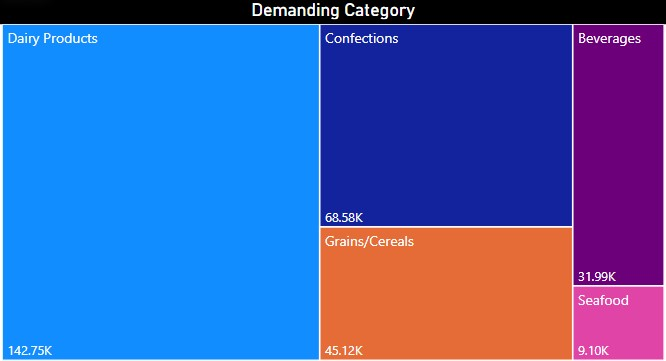 Demanding Category
Dairy Products
142.75K
Confections
68.58K
Grains/Cereals
45.12K
Beverages
31.99K
Seafood
9.10K